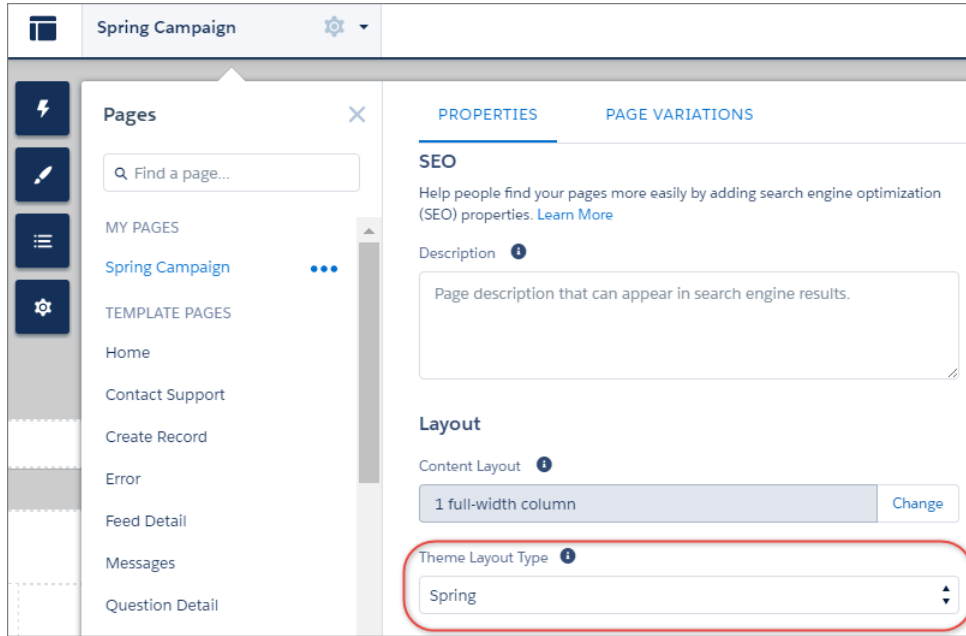 Spring Campaign
Pages
Find a page...
MY PAGES
Spring Campaign
TEMPLATE PAGES
Home
Contact Support
Create Record
Error
Feed Detail
Messages
Question Detail
PROPERTIES
PAGE VARIATIONS
SEO
Help people find your pages more easily by adding search engine optimization
(SEO) properties. Learn More
Description
Page description that can appear in search engine results.
Layout
Content Layout
1 full-width column
Change
Theme Layout Type
Spring